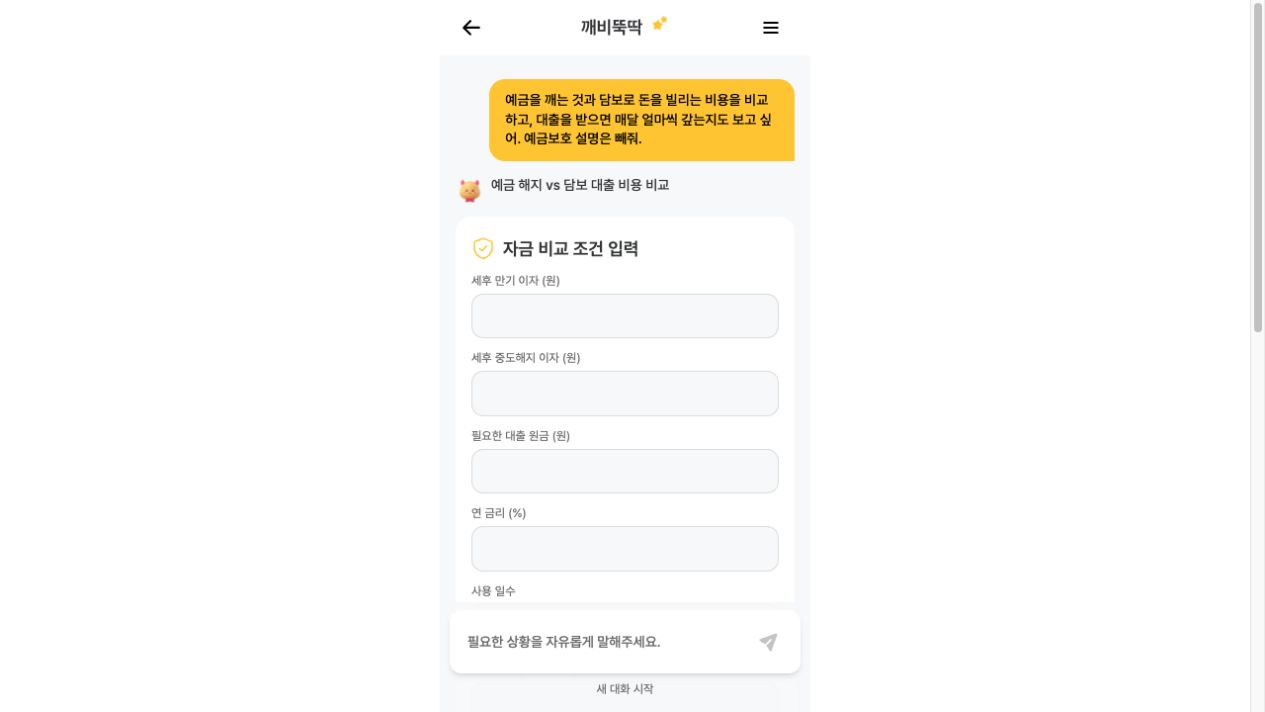 깨비뚝딱
예금을 깨는 것과 담보로 돈을 빌리는 비용을 비교
하고, 대출을 받으면 매달 얼마씩 갚는지도 보고 싶
어. 예금보호 설명은 빼줘.
예금 해지 vs 담보 대출 비용 비교
자금 비교 조건 입력
세후 만기 이자 (원)
세후 중도해지 이자 (원)
필요한 대출 원금 (원)
연 금리 (%)
사용 일수
필요한 상황을 자유롭게 말해주세요.
새 대화 시작